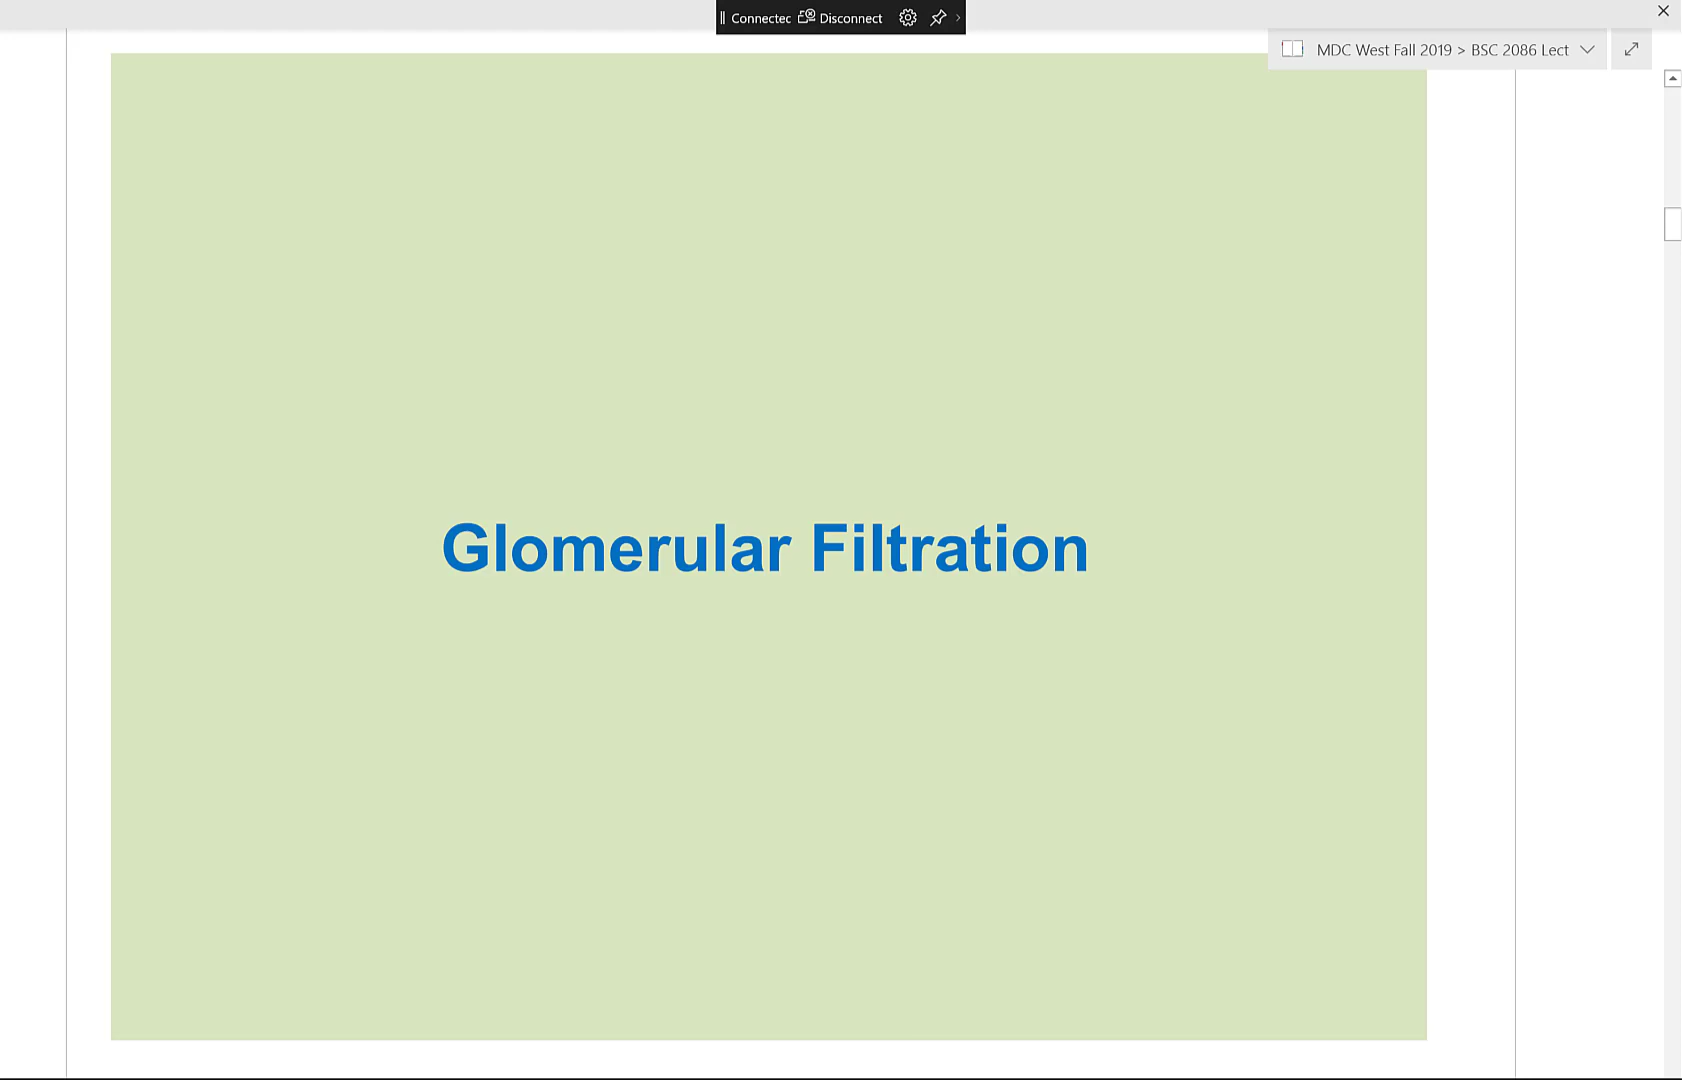 Connectec Disconnect
MDC West Fall 2019 > BSC 2086 Lect
Glomerular Filtration